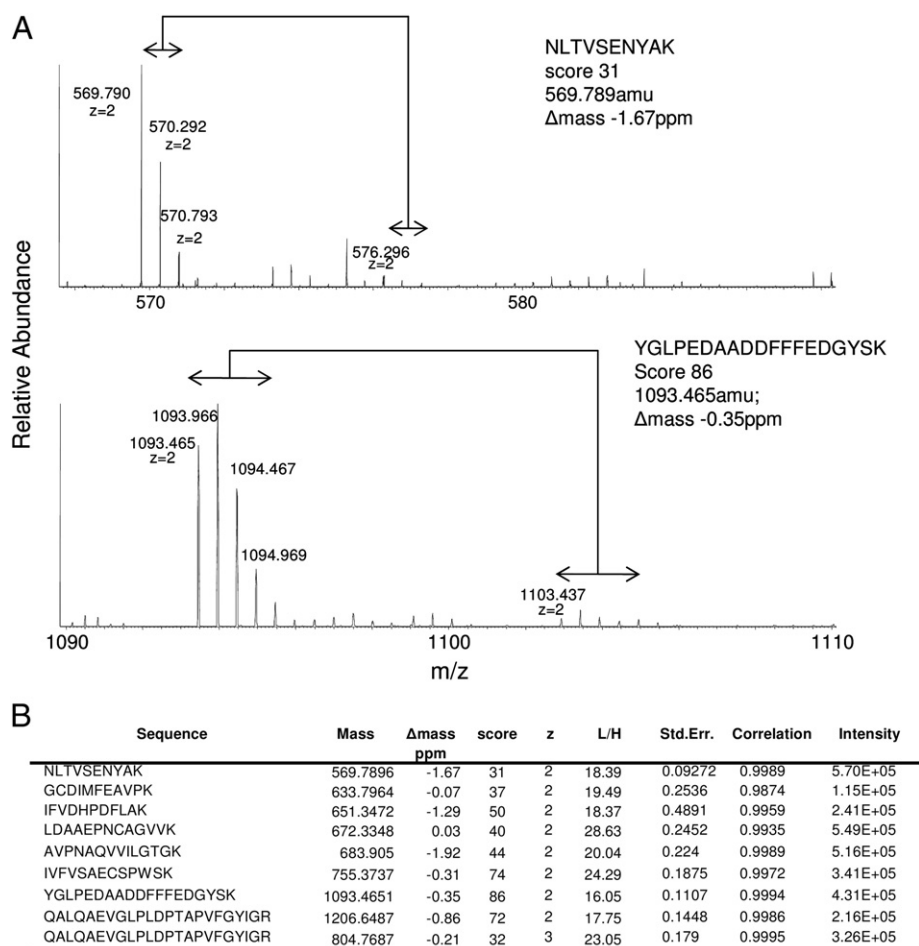 A
NLTVSENYAK
score 31
569.789amu
Δmass -1.67ppm
569.790
z=2
570.292
z=2
570.793
z=2
576.296
z=2
570
580
Relative Abundance
YGLPEDAADDFFFEDGYSK
Score 86
1093.465amu;
Δmass -0.35ppm
1093.966
1093.465
z=2
1094.467
1094.969
1103.437
z=2
1090
1100
1110
m/z
B
Sequence Mass Δmass ppm score z L/H Std.Err. Correlation Intensity
NLTVSENYAK 569.7896 -1.67 31 2 18.39 0.09272 0.9989 5.70E+05
GCDIMFEAVPK 633.7964 -0.07 37 2 19.49 0.2536 0.9874 1.15E+05
IFVDHPDFLAK 651.3472 -1.29 50 2 18.37 0.4891 0.9959 2.41E+05
LDAAEPNCAGVVK 672.3348 0.03 40 2 28.63 0.2452 0.9935 5.49E+05
AVPNAQVVILGTGK 683.905 -1.92 44 2 20.04 0.224 0.9989 5.16E+05
IVFVSAECSPWSK 755.3737 -0.31 74 2 24.29 0.1875 0.9972 3.41E+05
YGLPEDAADDFFFEDGYSK 1093.4651 -0.35 86 2 16.05 0.1107 0.9994 4.31E+05
QALQAEVGLPLDPTAPVFGYIGR 1206.6487 -0.86 72 2 17.75 0.1448 0.9986 2.16E+05
QALQAEVGLPLDPTAPVFGYIGR 804.7687 -0.21 32 3 23.05 0.179 0.9995 3.26E+05